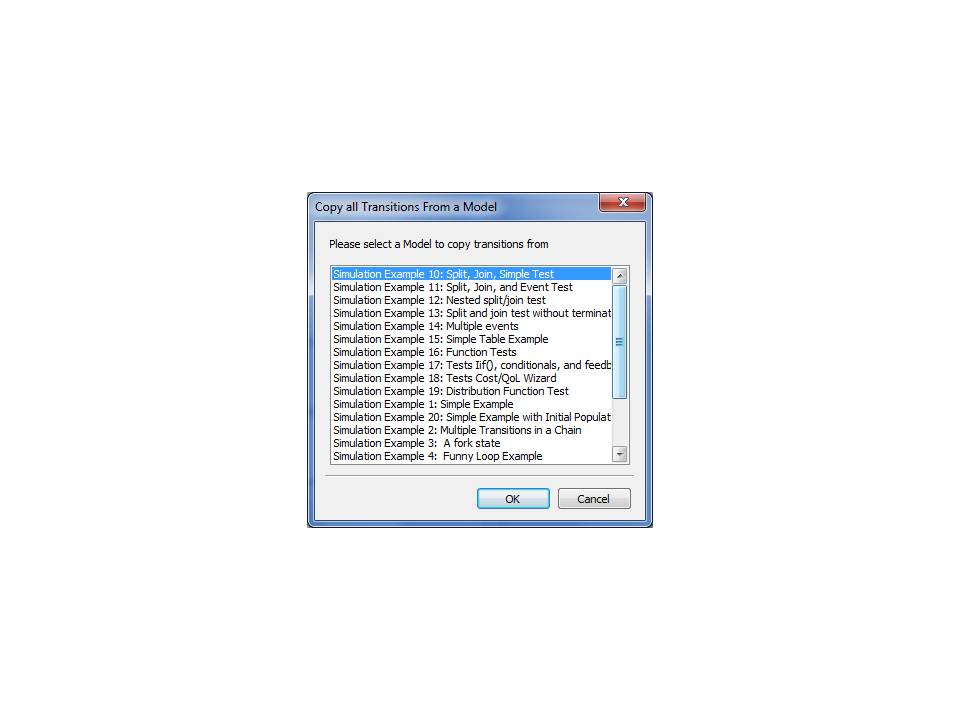 Copy all Transitions From a Model
Please select a Model to copy transitions from
Simulation Example 10: Split, Join, Simple Test
Simulation Example 11: Split, Join, and Event Test
Simulation Example 12: Nested split/join test
Simulation Example 13: Split and join test without terminat
Simulation Example 14: Multiple events
Simulation Example 15: Simple Table Example
Simulation Example 16: Function Tests
Simulation Example 17: Tests Iif(), conditionals, and feedb
Simulation Example 18: Tests Cost/QoL Wizard
Simulation Example 19: Distribution Function Test
Simulation Example 1: Simple Example
Simulation Example 20: Simple Example with Initial Populat
Simulation Example 2: Multiple Transitions in a Chain
Simulation Example 3:  A fork state
Simulation Example 4:  Funny Loop Example
OK Cancel